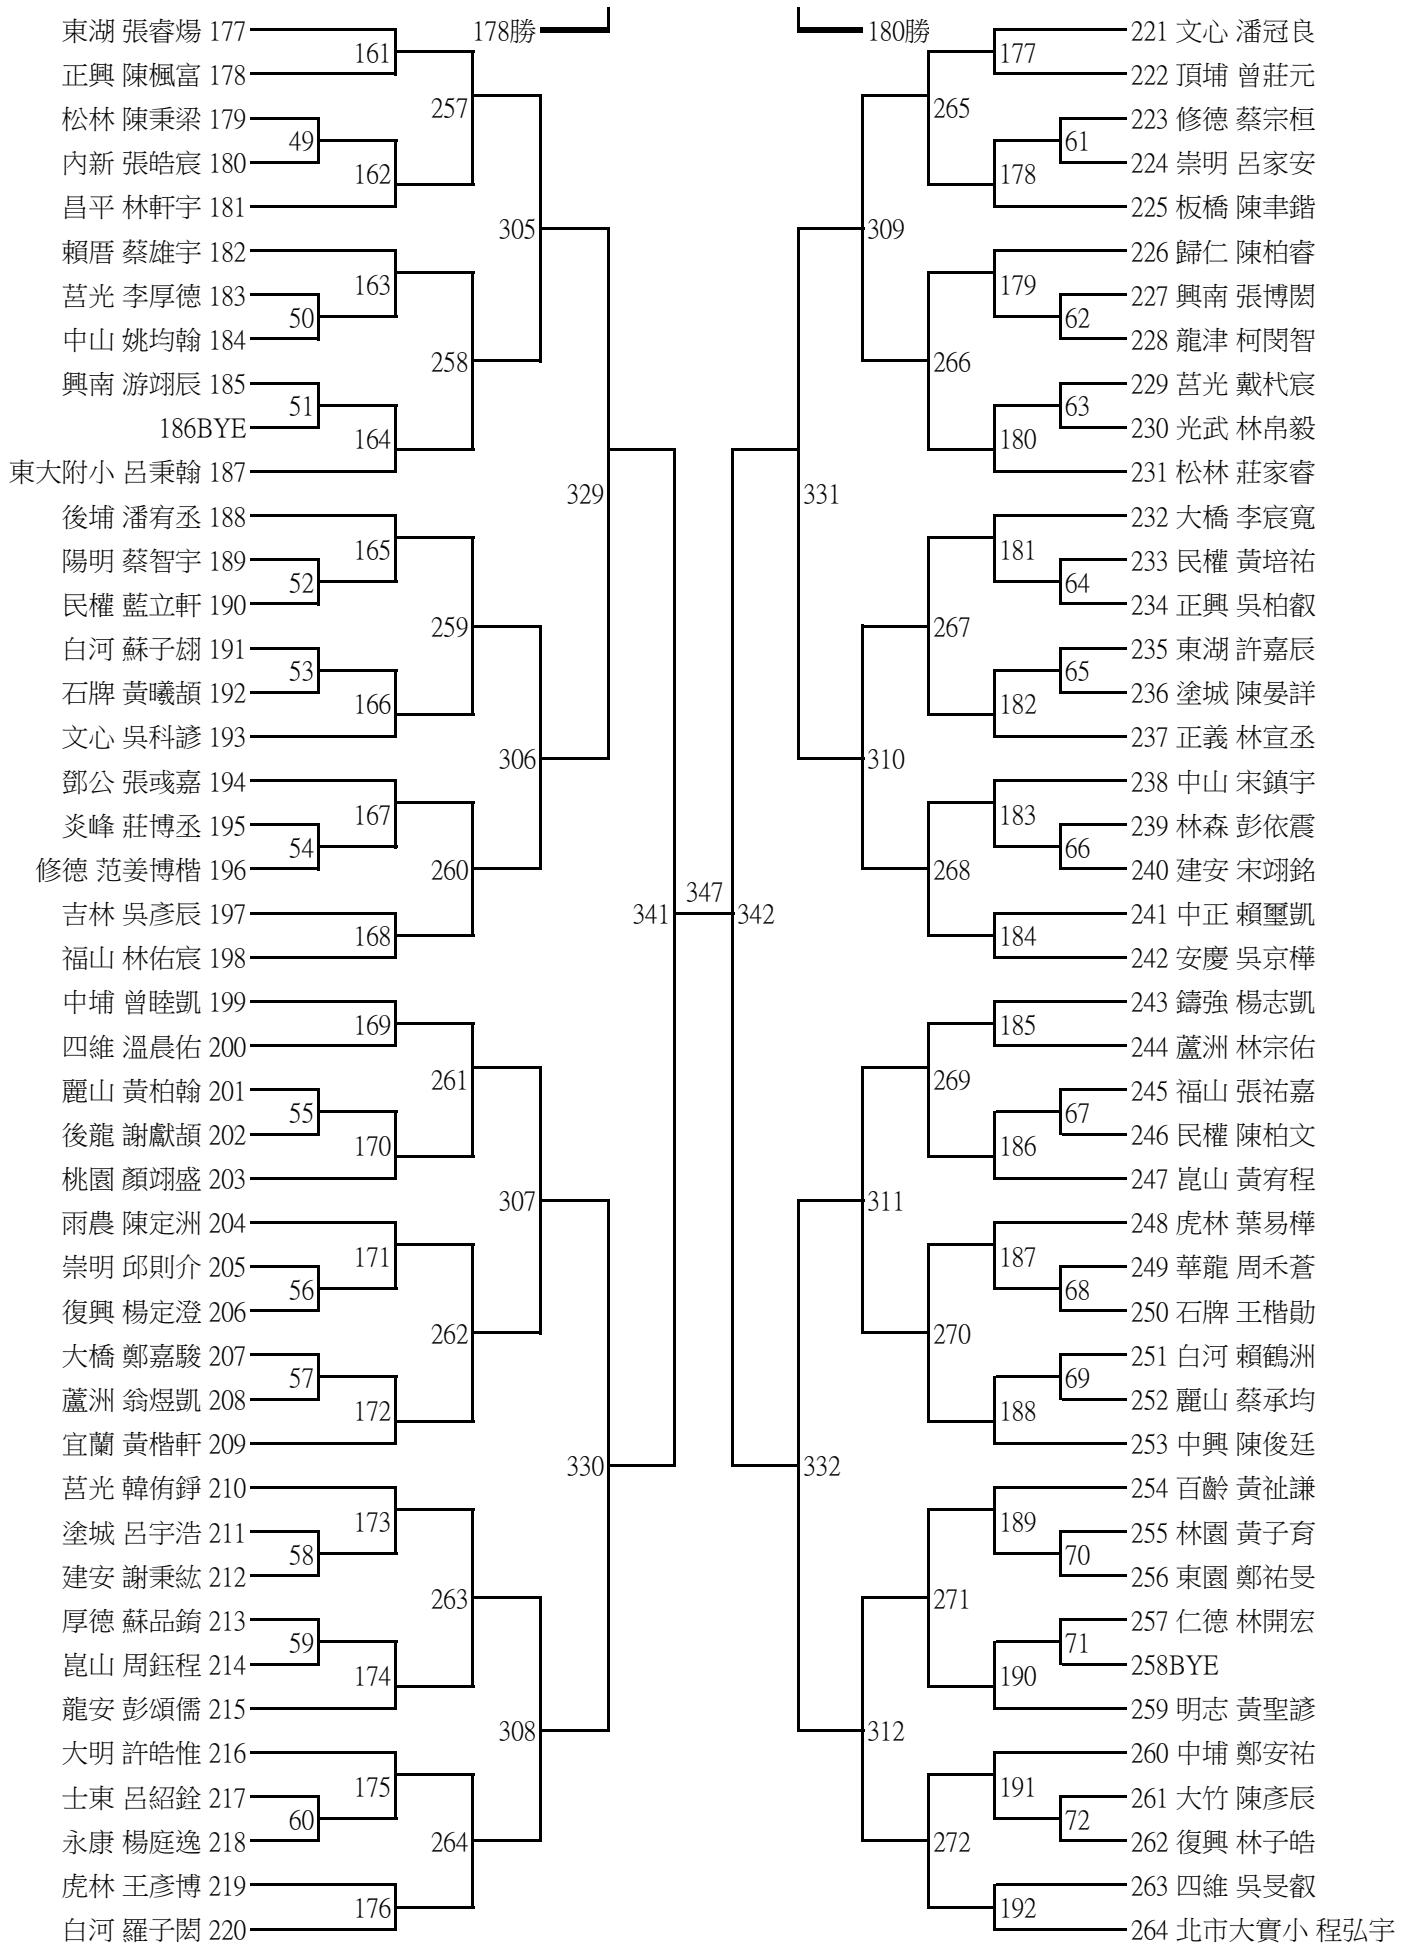 178勝
180勝
東湖 張睿煬 177
161
正興 陳楓富 178
257
松林 陳秉梁 179
49
內新 張皓宸 180
162
昌平 林軒宇 181
305
賴厝 蔡雄宇 182
163
莒光 李厚德 183
50
中山 姚均翰 184
258
興南 游翊辰 185
51
186BYE
164
東大附小 呂秉翰 187
329
後埔 潘宥丞 188
165
陽明 蔡智宇 189
52
民權 藍立軒 190
259
白河 蘇子翃 191
53
石牌 黃曦頡 192
166
文心 吳科諺 193
306
鄧公 張彧嘉 194
167
炎峰 莊博丞 195
54
修德 范姜博楷 196
260
吉林 吳彥辰 197
168
福山 林佑宸 198
341
347
342
中埔 曾睦凱 199
169
四維 溫晨佑 200
261
麗山 黃柏翰 201
55
後龍 謝獻頡 202
170
桃園 顏翊盛 203
307
雨農 陳定洲 204
171
崇明 邱則介 205
56
復興 楊定澄 206
262
大橋 鄭嘉駿 207
57
蘆洲 翁煜凱 208
172
宜蘭 黃楷軒 209
330
莒光 韓侑錚 210
173
塗城 呂宇浩 211
58
建安 謝秉紘 212
263
厚德 蘇品銪 213
59
崑山 周鈺程 214
174
龍安 彭頌儒 215
308
大明 許皓惟 216
175
士東 呂紹銓 217
60
永康 楊庭逸 218
264
虎林 王彥博 219
176
白河 羅子閎 220
221 文心 潘冠良
177
222 頂埔 曾莊元
265
223 修德 蔡宗桓
61
224 崇明 呂家安
178
225 板橋 陳聿鍇
309
226 歸仁 陳柏睿
179
227 興南 張博閎
62
228 龍津 柯閔智
266
229 莒光 戴杙宸
63
230 光武 林帛毅
180
231 松林 莊家睿
331
232 大橋 李宸寬
181
233 民權 黃培祐
64
234 正興 吳柏叡
267
235 東湖 許嘉辰
65
236 塗城 陳晏詳
182
237 正義 林宣丞
310
238 中山 宋鎮宇
183
239 林森 彭依震
66
240 建安 宋翊銘
268
241 中正 賴璽凱
184
242 安慶 吳京樺
243 鑄強 楊志凱
185
244 蘆洲 林宗佑
269
245 福山 張祐嘉
67
246 民權 陳柏文
186
247 崑山 黃宥程
311
248 虎林 葉易樺
187
249 華龍 周禾蒼
68
250 石牌 王楷勛
270
251 白河 賴鶴洲
69
252 麗山 蔡承均
188
253 中興 陳俊廷
332
254 百齡 黃祉謙
189
255 林園 黃子育
70
256 東園 鄭祐旻
271
257 仁德 林開宏
71
258BYE
190
259 明志 黃聖諺
312
260 中埔 鄭安祐
191
261 大竹 陳彥辰
72
262 復興 林子皓
272
263 四維 吳旻叡
192
264 北市大實小 程弘宇